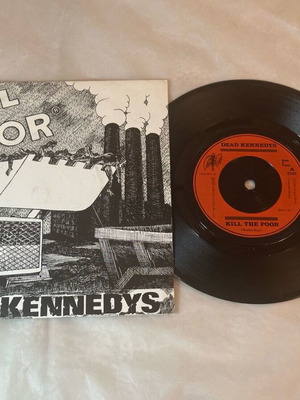 L
OR
KENNEDYS
DEAD KENNEDYS
KILL THE POOR